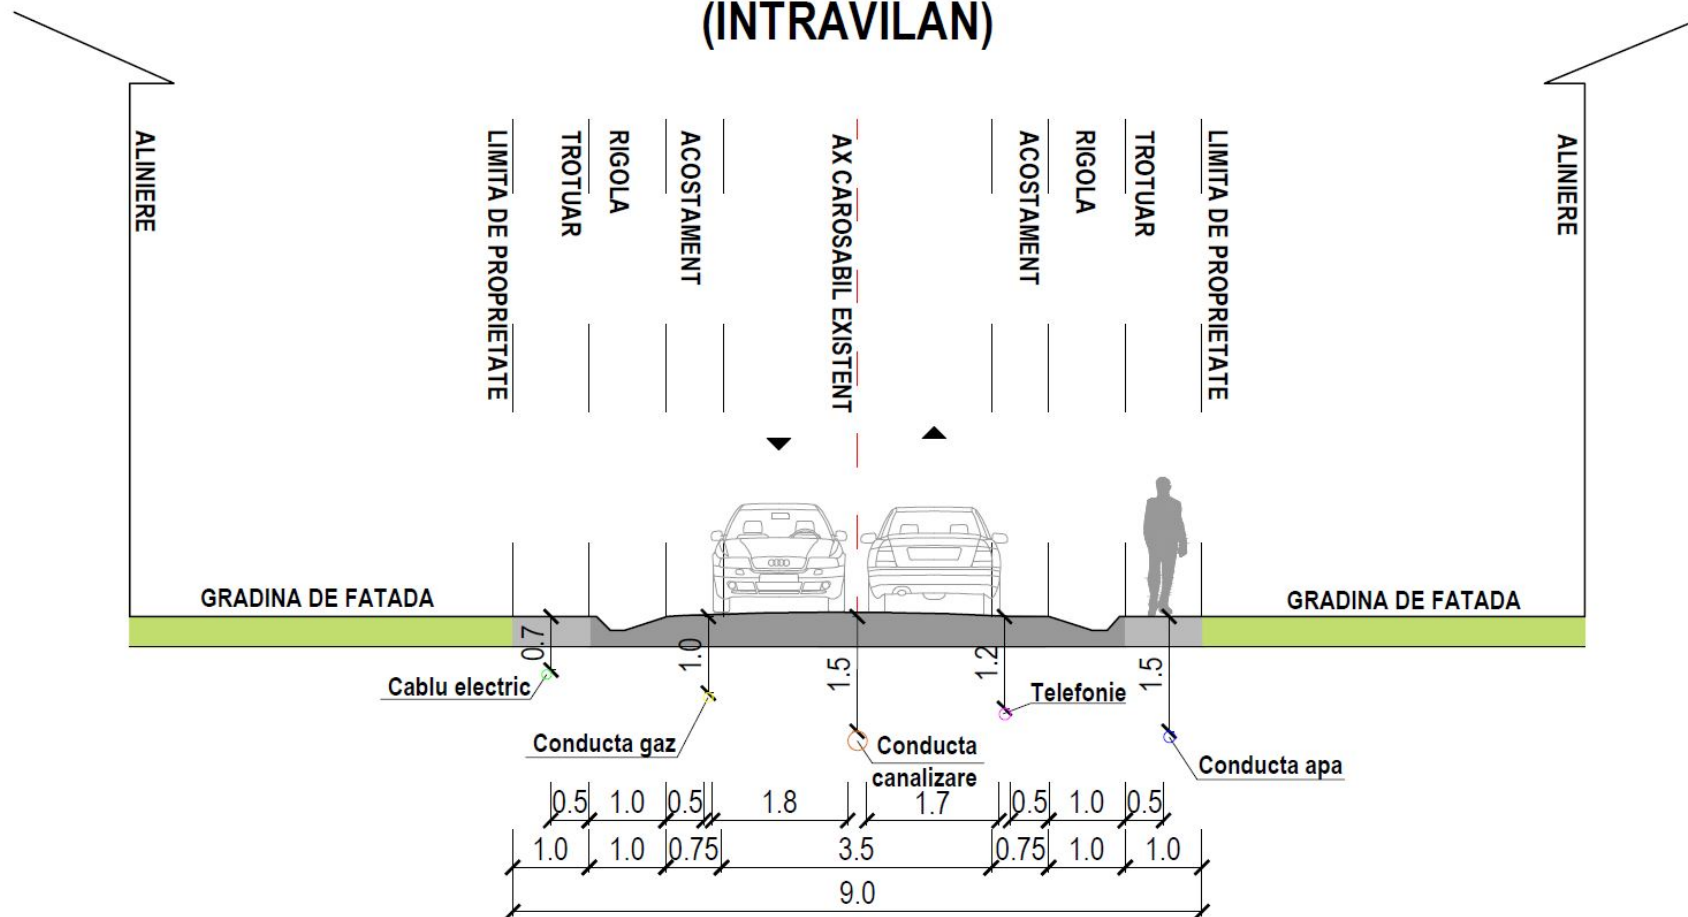 (INTRAVILAN)
ALINIERE
LIMITA DE PROPRIETATE
TROTUAR
RIGOLA
ACOSTAMENT
AX CAROSABIL EXISTENT
ACOSTAMENT
RIGOLA
TROTUAR
LIMITA DE PROPRIETATE
ALINIERE
GRADINA DE FATADA
GRADINA DE FATADA
0.7
1.0
1.5
1.2
1.5
Cablu electric
Conducta gaz
Conducta
canalizare
Telefonie
Conducta apa
0.5 1.0 0.5 1.8 1.7 0.5 1.0 0.5
1.0 1.0 0.75 3.5 0.75 1.0 1.0
9.0